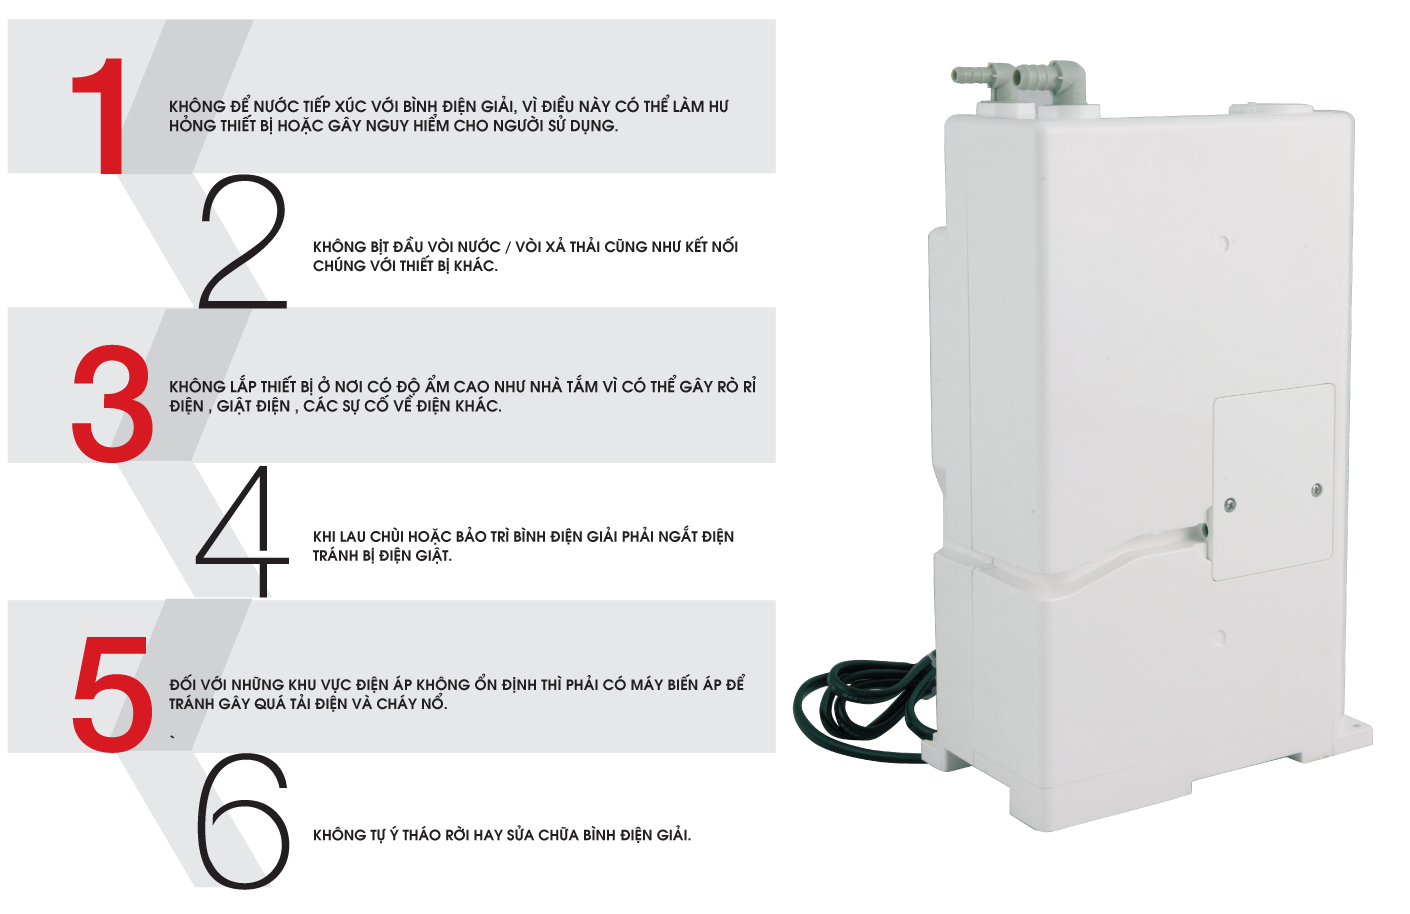 1
KHÔNG ĐỂ NƯỚC TIẾP XÚC VỚI BÌNH ĐIỆN GIẢI, VÌ ĐIỀU NÀY CÓ THỂ LÀM HƯ
HỎNG THIẾT BỊ HOẶC GÂY NGUY HIỂM CHO NGƯỜI SỬ DỤNG.
2
KHÔNG BỊT ĐẦU VÒI NƯỚC / VÒI XẢ THẢI CŨNG NHƯ KẾT NỐI
CHÚNG VỚI THIẾT BỊ KHÁC.
3
KHÔNG LẮP THIẾT BỊ Ở NƠI CÓ ĐỘ ẨM CAO NHƯ NHÀ TẮM VÌ CÓ THỂ GÂY RÒ RỈ
ĐIỆN , GIẬT ĐIỆN , CÁC SỰ CỐ VỀ ĐIỆN KHÁC.
4
KHI LAU CHÙI HOẶC BẢO TRÌ BÌNH ĐIỆN GIẢI PHẢI NGẮT ĐIỆN
TRÁNH BỊ ĐIỆN GIẬT.
5
ĐỐI VỚI NHỮNG KHU VỰC ĐIỆN ÁP KHÔNG ỔN ĐỊNH THÌ PHẢI CÓ MÁY BIẾN ÁP ĐỂ
TRÁNH GÂY QUÁ TẢI ĐIỆN VÀ CHÁY NỔ.
`
6
KHÔNG TỰ Ý THÁO RỜI HAY SỬA CHỮA BÌNH ĐIỆN GIẢI.